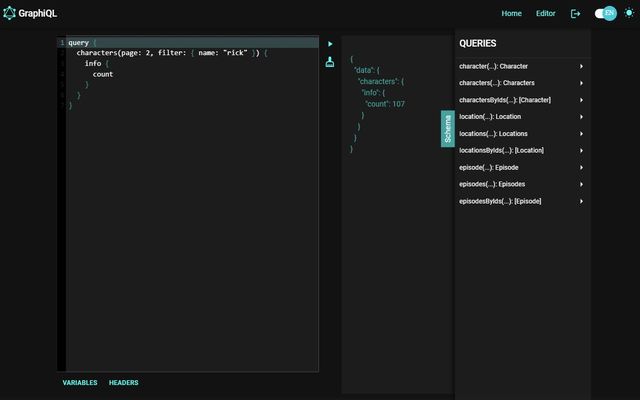 GraphiQL
Home
Editor
EN
1 query {
2 characters(page: 2, filter: { name: "rick" }) {
3 info {
4 count
5 }
6 }
7 }
{
"data": {
"characters": {
"info": {
"count": 107
}
}
}
}
Schema
QUERIES
character(...): Character
characters(...): Characters
charactersByIds(...): [Character]
location(...): Location
locations(...): Locations
locationsByIds(...): [Location]
episode(...): Episode
episodes(...): Episodes
episodesByIds(...): [Episode]
VARIABLES
HEADERS